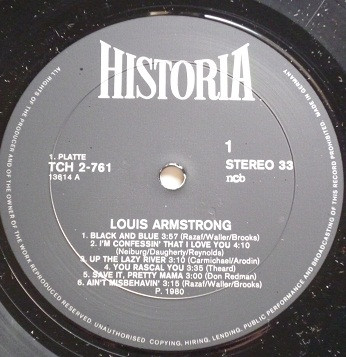 HISTORIA
1. PLATTE
TCH 2-761
13614 A
1
STEREO 33
ncb
LOUIS ARMSTRONG
1. BLACK AND BLUE 3:57 (Razaf/Waller/Brooks)
2. I'M CONFESSIN' THAT I LOVE YOU 4:10
(Neiburg/Daugherty/Reynolds)
3. UP THE LAZY RIVER 3:10 (Carmichael/Arodin)
4. YOU RASCAL YOU 3:35 (Theard)
5. SAVE IT, PRETTY MAMA 3:00 (Don Redman)
6. AIN'T MISBEHAVIN' 3:15 (Razaf/Waller/Brooks)
P. 1980
ALL RIGHTS OF THE PRODUCER AND OF THE OWNER OF THE WORK REPRODUCED RESERVED. UNAUTHORISED COPYING, HIRING, LENDING, PUBLIC PERFORMANCE AND BROADCASTING OF THIS RECORD PROHIBITED. MADE IN GERMANY